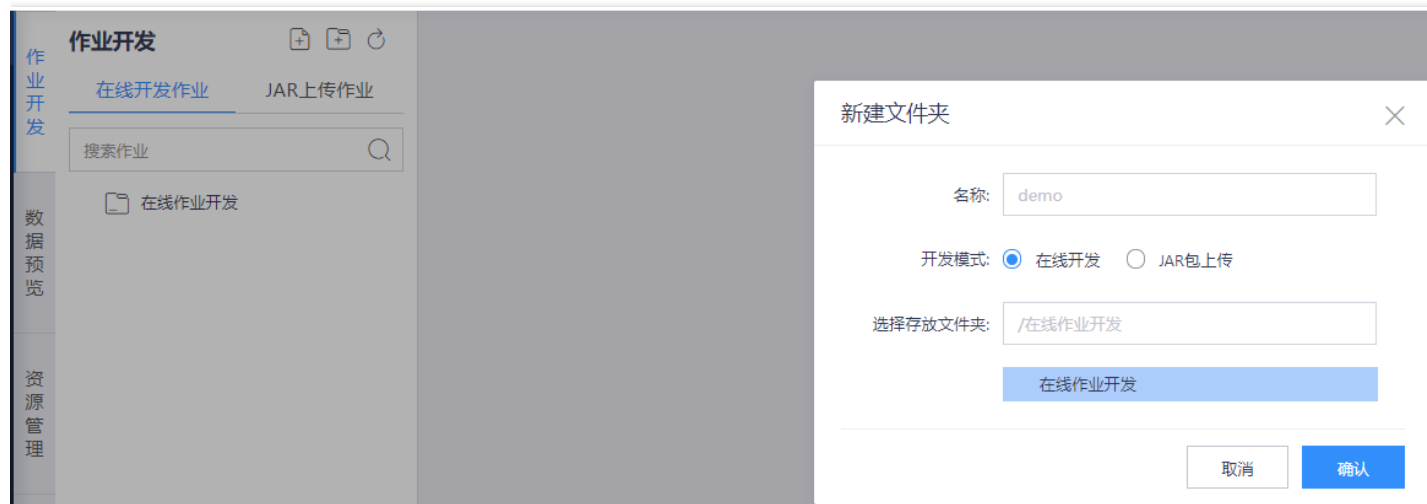 作业开发
数据预览
资源管理
作业开发
在线开发作业 JAR上传作业
搜索作业
在线作业开发
新建文件夹
名称: demo
开发模式: 在线开发 JAR包上传
选择存放文件夹: /在线作业开发
在线作业开发
取消 确认